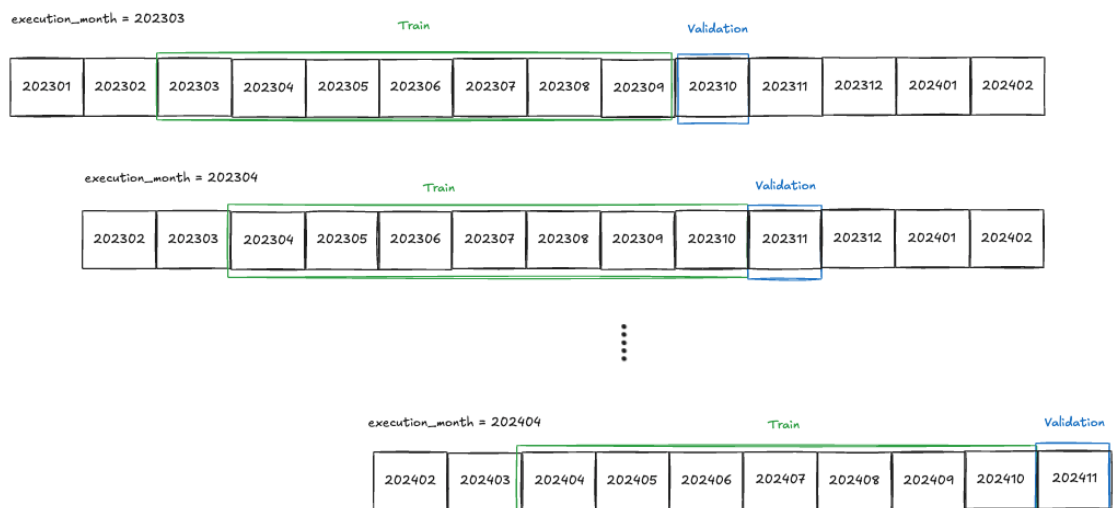 execution_month = 202303
Train
Validation
202301 202302 202303 202304 202305 202306 202307 202308 202309 202310 202311 202312 202401 202402
execution_month = 202304
Train
Validation
202302 202303 202304 202305 202306 202307 202308 202309 202310 202311 202312 202401 202402
execution_month = 202404
Train
Validation
202402 202403 202404 202405 202406 202407 202408 202409 202410 202411